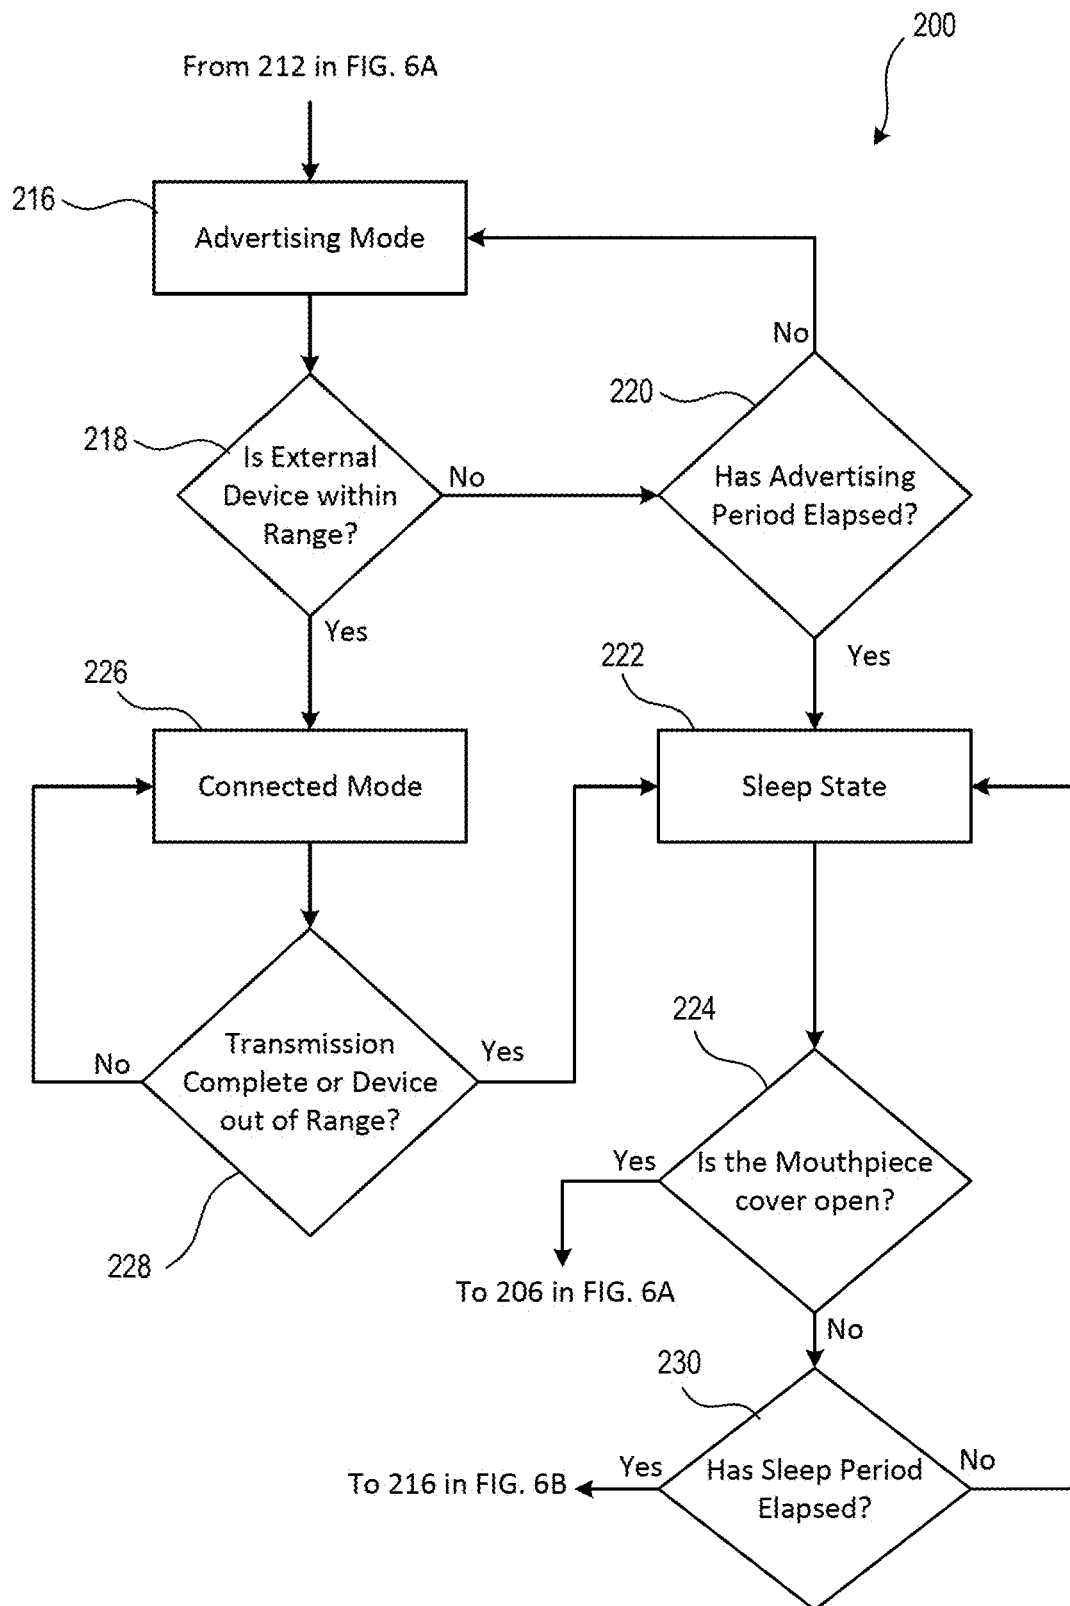 200
From 212 in FIG. 6A
216
Advertising Mode
No
220
218
Is External
Device within
Range?
No
Has Advertising
Period Elapsed?
Yes
Yes
226
222
Connected Mode
Sleep State
224
No
Transmission
Complete or Device
out of Range?
Yes
Yes
Is the Mouthpiece
cover open?
228
To 206 in FIG. 6A
No
230
To 216 in FIG. 6B
Yes
Has Sleep Period
Elapsed?
No